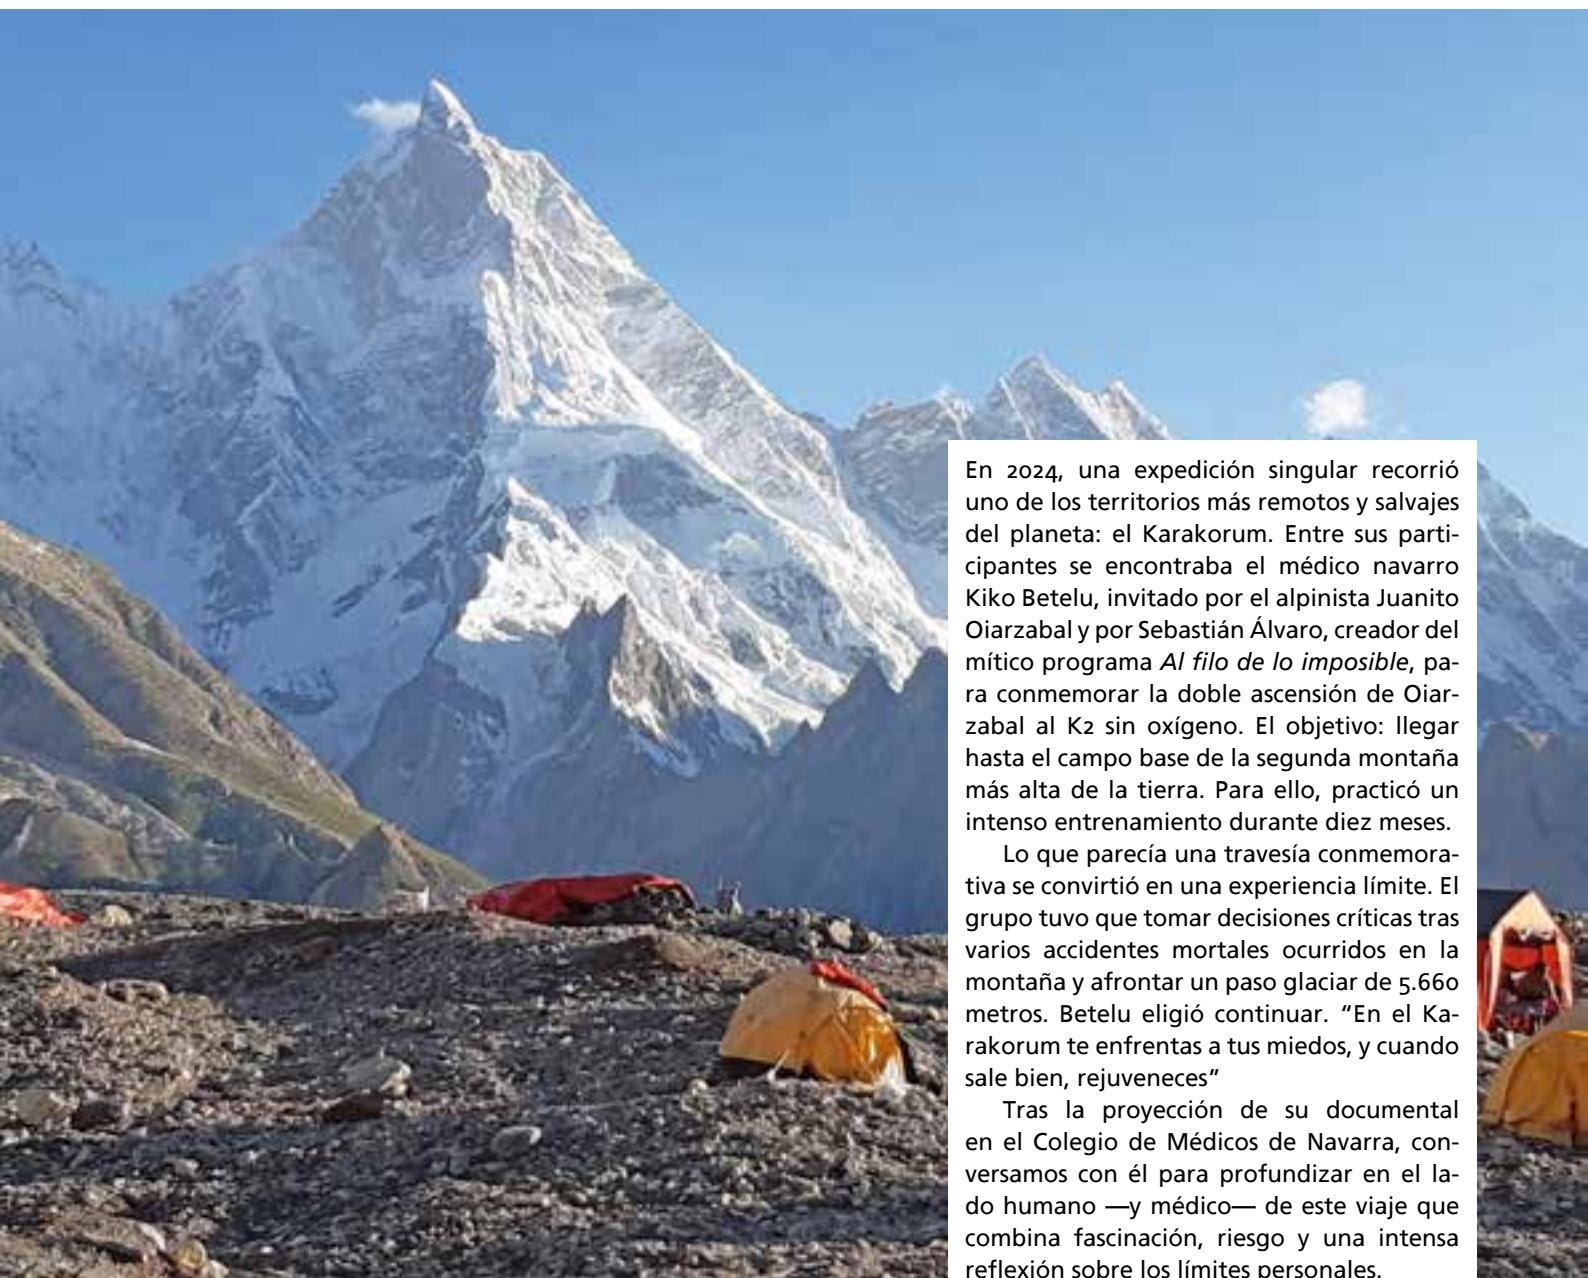 En 2024, una expedición singular recorrió
uno de los territorios más remotos y salvajes
del planeta: el Karakorum. Entre sus parti-
cipantes se encontraba el médico navarro
Kiko Betelu, invitado por el alpinista Juanito
Oiarzabal y por Sebastián Álvaro, creador del
mítico programa Al filo de lo imposible, pa-
ra conmemorar la doble ascensión de Oiar-
zabal al K2 sin oxígeno. El objetivo: llegar
hasta el campo base de la segunda montaña
más alta de la tierra. Para ello, practicó un
intenso entrenamiento durante diez meses.
Lo que parecía una travesía conmemora-
tiva se convirtió en una experiencia límite. El
grupo tuvo que tomar decisiones críticas tras
varios accidentes mortales ocurridos en la
montaña y afrontar un paso glaciar de 5.660
metros. Betelu eligió continuar. “En el Ka-
rakorum te enfrentas a tus miedos, y cuando
sale bien, rejuveneces”
Tras la proyección de su documental
en el Colegio de Médicos de Navarra, con-
versamos con él para profundizar en el la-
do humano —y médico— de este viaje que
combina fascinación, riesgo y una intensa
reflexión sobre los límites personales.